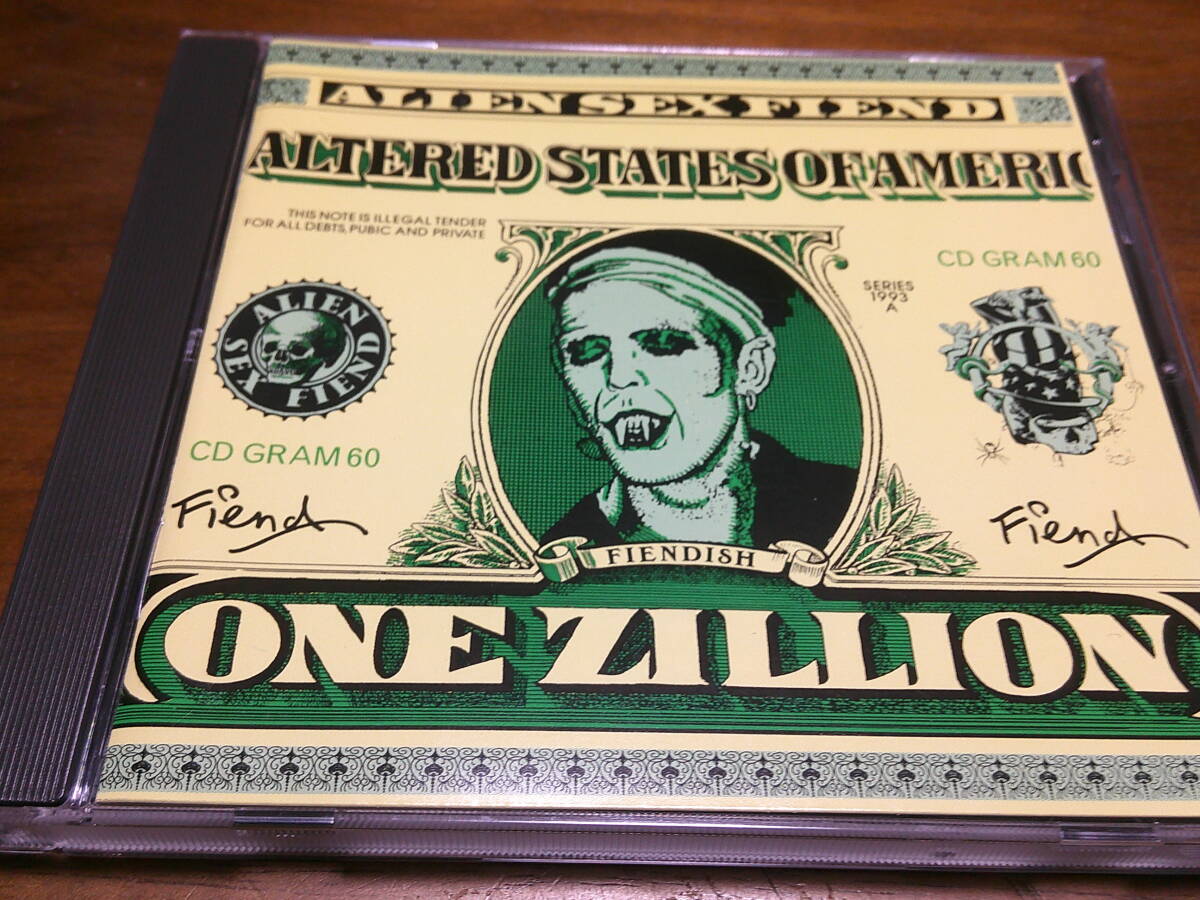 ALIEN SEX FIEND
ALTERED STATES OF AMERIC
THIS NOTE IS ILLEGAL TENDER
FOR ALL DEBTS, PUBIC AND PRIVATE
CD GRAM 60
SERIES
1993
A
ALIEN
SEX FIEND
CD GRAM 60
Fiend
Fiend
FIENDISH
ONE ZILLION